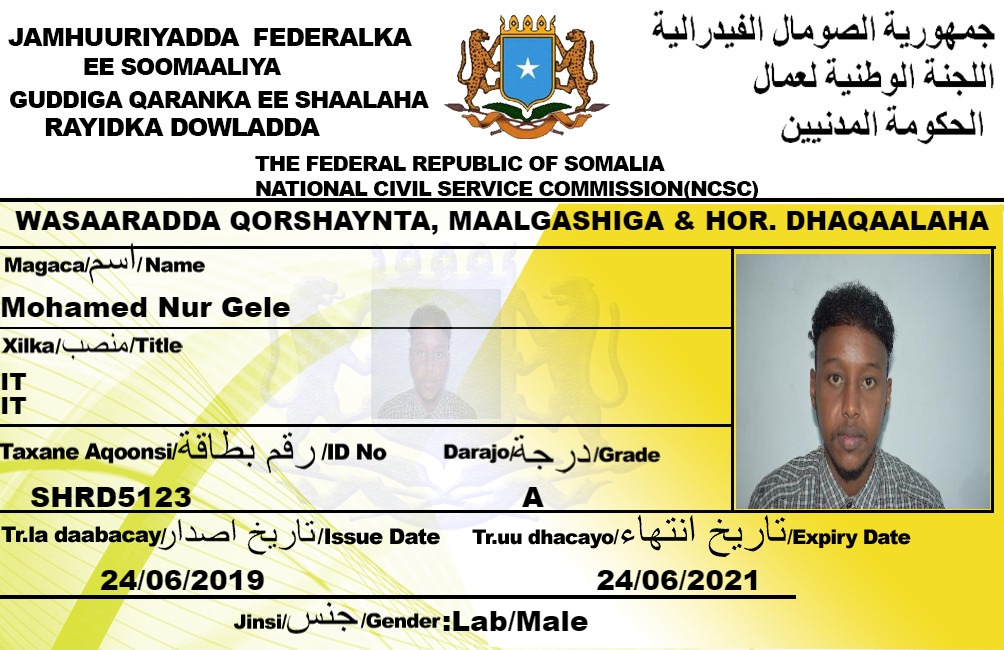 JAMHUURIYADDA FEDERALKA
EE SOOMAALIYA
GUDDIGA QARANKA EE SHAALAHA
RAYIDKA DOWLADDA
جمهورية الصومال الفيدرالية
اللجنة الوطنية لعمال
الحكومة المدنيين
THE FEDERAL REPUBLIC OF SOMALIA
NATIONAL CIVIL SERVICE COMMISSION(NCSC)
WASAARADDA QORSHAYNTA, MAALGASHIGA & HOR. DHAQAALAHA
Magaca/اسم/Name
Mohamed Nur Gele
Xilka/منصب/Title
IT
IT
Taxane Aqoonsi/رقم بطاقة/ID No
SHRD5123
Darajo/درجة/Grade
A
Tr.la daabacay/تاريخ اصدار/Issue Date
24/06/2019
Tr.uu dhacayo/تاريخ انتهاء/Expiry Date
24/06/2021
Jinsi/جنس/Gender:Lab/Male